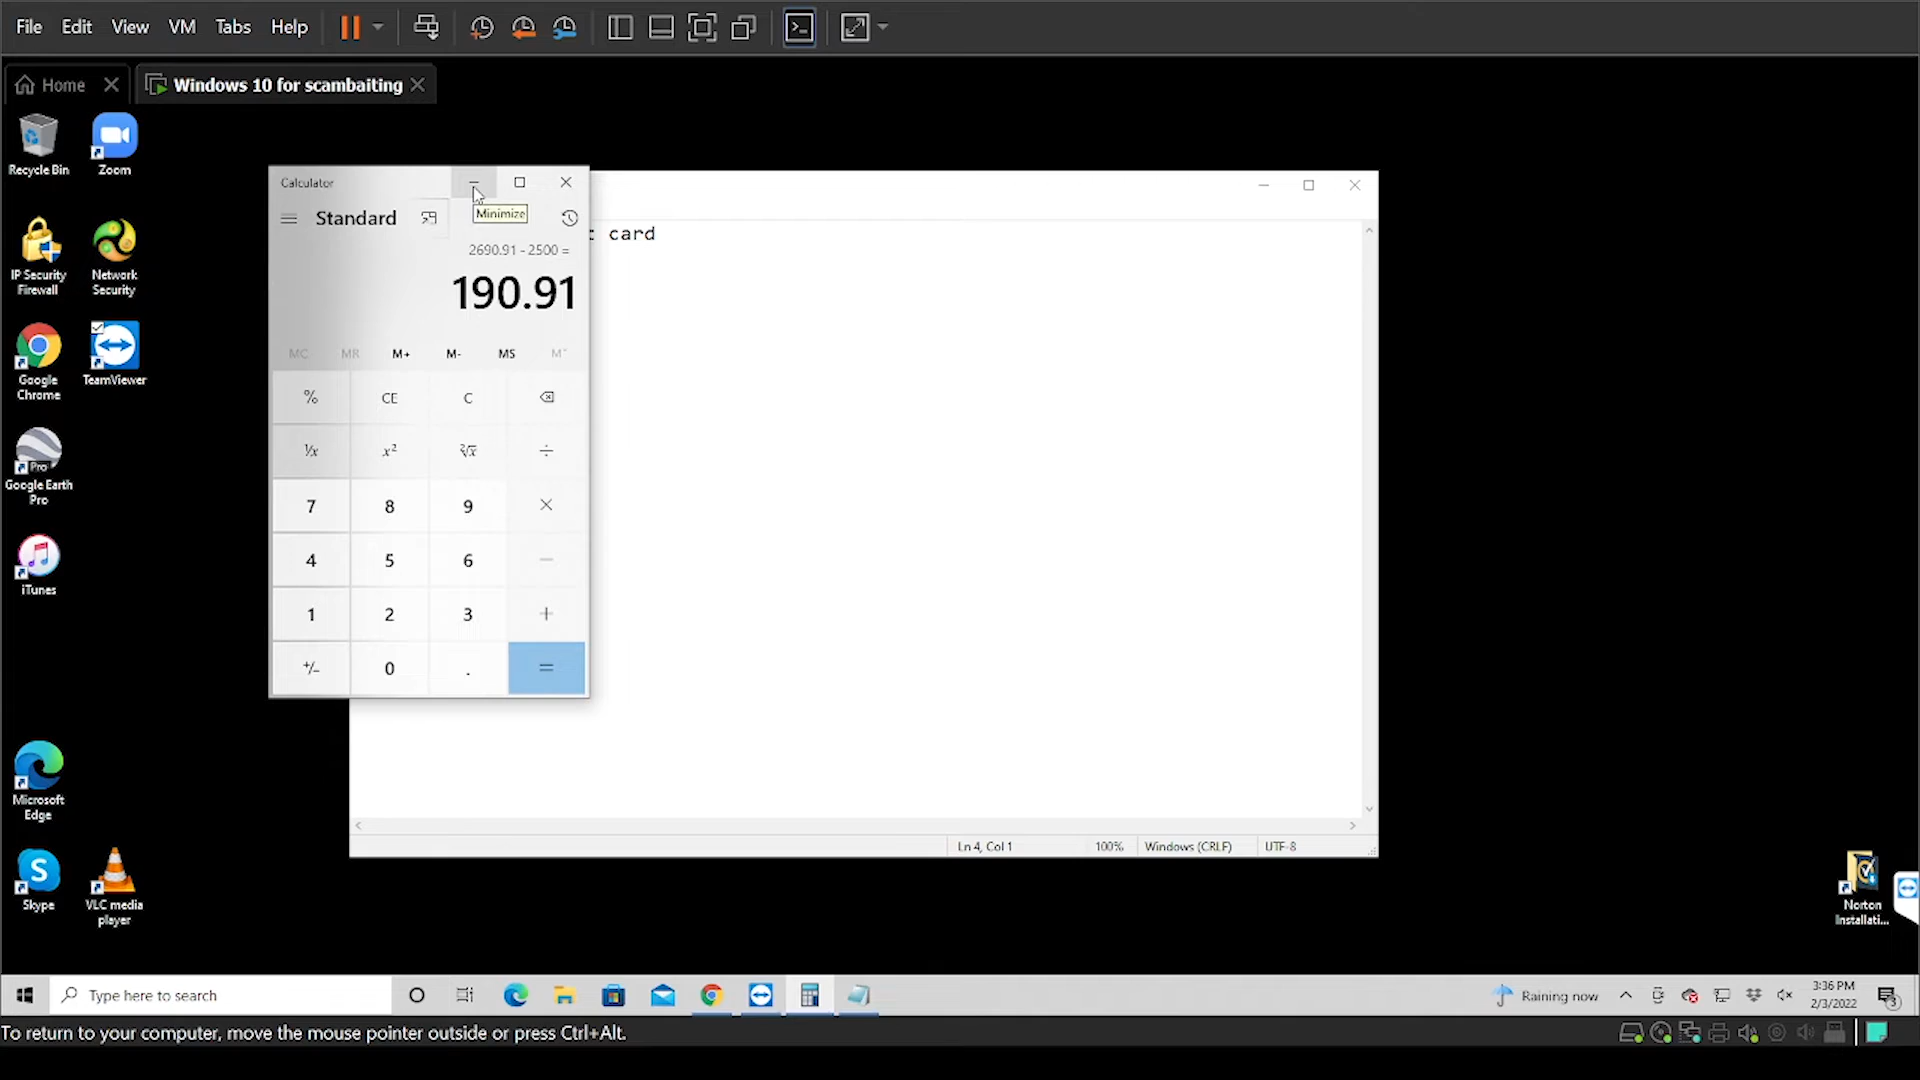 File Edit View VM Tabs Help
Home
Windows 10 for scambaiting
Recycle Bin
Zoom
IP Security
Firewall
Network
Security
Google
Chrome
TeamViewer
Pro
Google Earth
Pro
iTunes
Microsoft
Edge
Skype
VLC media
player
Calculator
Minimize
Standard
2690.91 - 2500 =
190.91
MC MR M+ M- MS M˅
% CE C
¹/x x² ²√x ÷
7 8 9 ×
4 5 6 −
1 2 3 +
+/- 0 . =
card
Ln 4, Col 1 100% Windows (CRLF) UTF-8
Norton
Installati...
Type here to search
Raining now
3:36 PM
2/3/2022
3
To return to your computer, move the mouse pointer outside or press Ctrl+Alt.